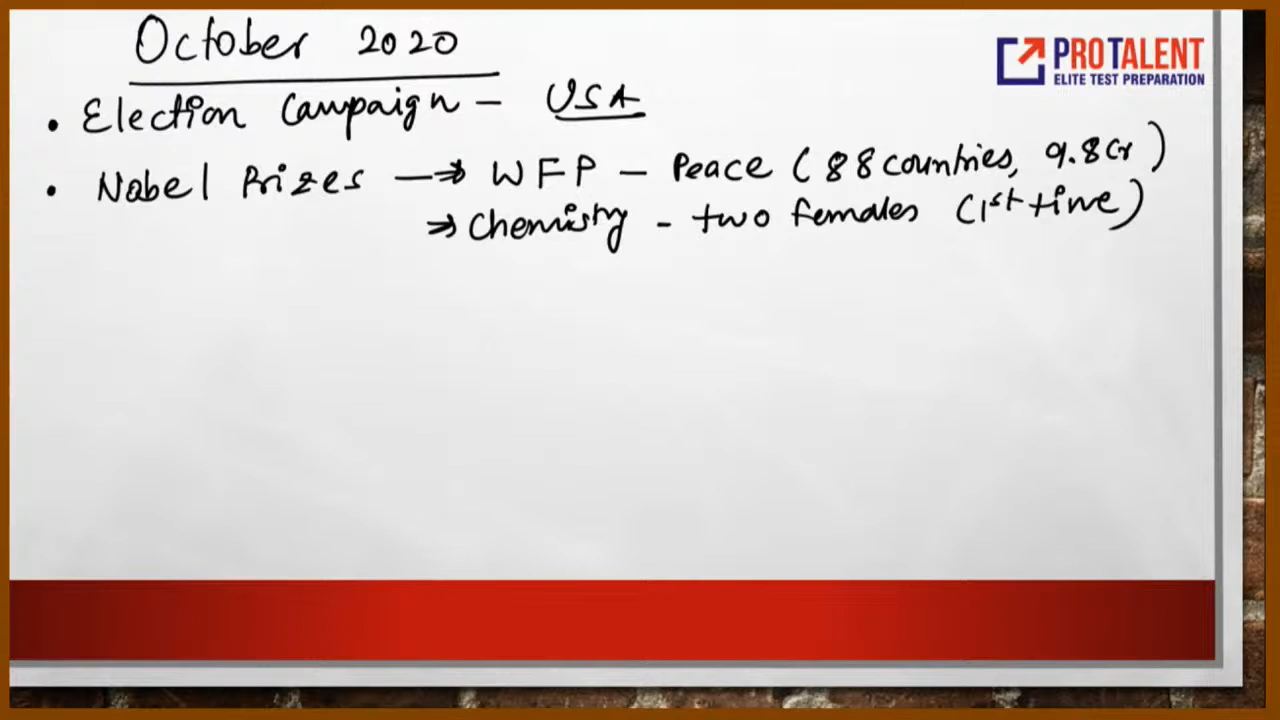 October 2020
PROTALENT
ELITE TEST PREPARATION
• Election Campaign - USA
• Nobel Prizes → WFP - Peace (88 countries, 9.8 Cr)
⇒ Chemistry - two females (1st time)